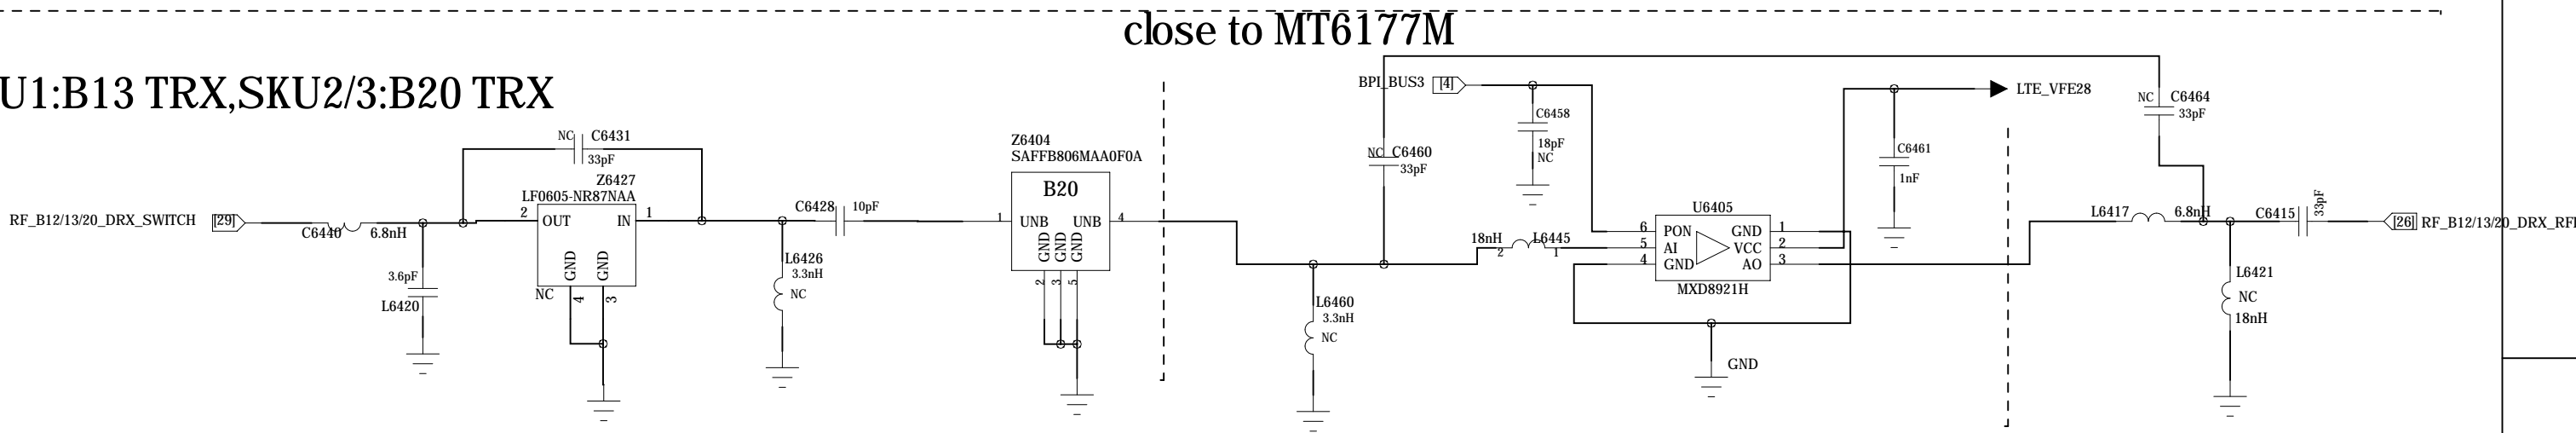 close to MT6177M
U1:B13 TRX,SKU2/3:B20 TRX
RF_B12/13/20_DRX_SWITCH
[29]
C6440
6.8nH
3.6pF
L6420
NC
C6431
33pF
Z6427
LF0605-NR87NAA
2
OUT
IN
1
GND
GND
NC
4
3
L6426
3.3nH
NC
C6428
10pF
Z6404
SAFFB806MAA0F0A
B20
1
UNB
UNB
4
GND
GND
GND
2
3
5
BPI_BUS3
[4]
C6458
18pF
NC
NC
C6460
33pF
L6460
3.3nH
NC
18nH
L6445
2
1
U6405
6
PON
GND
1
5
AI
VCC
2
4
GND
AO
3
MXD8921H
GND
LTE_VFE28
C6461
1nF
NC
C6464
33pF
L6417
6.8nH
C6415
33pF
[26]
RF_B12/13/20_DRX_RF
L6421
NC
18nH